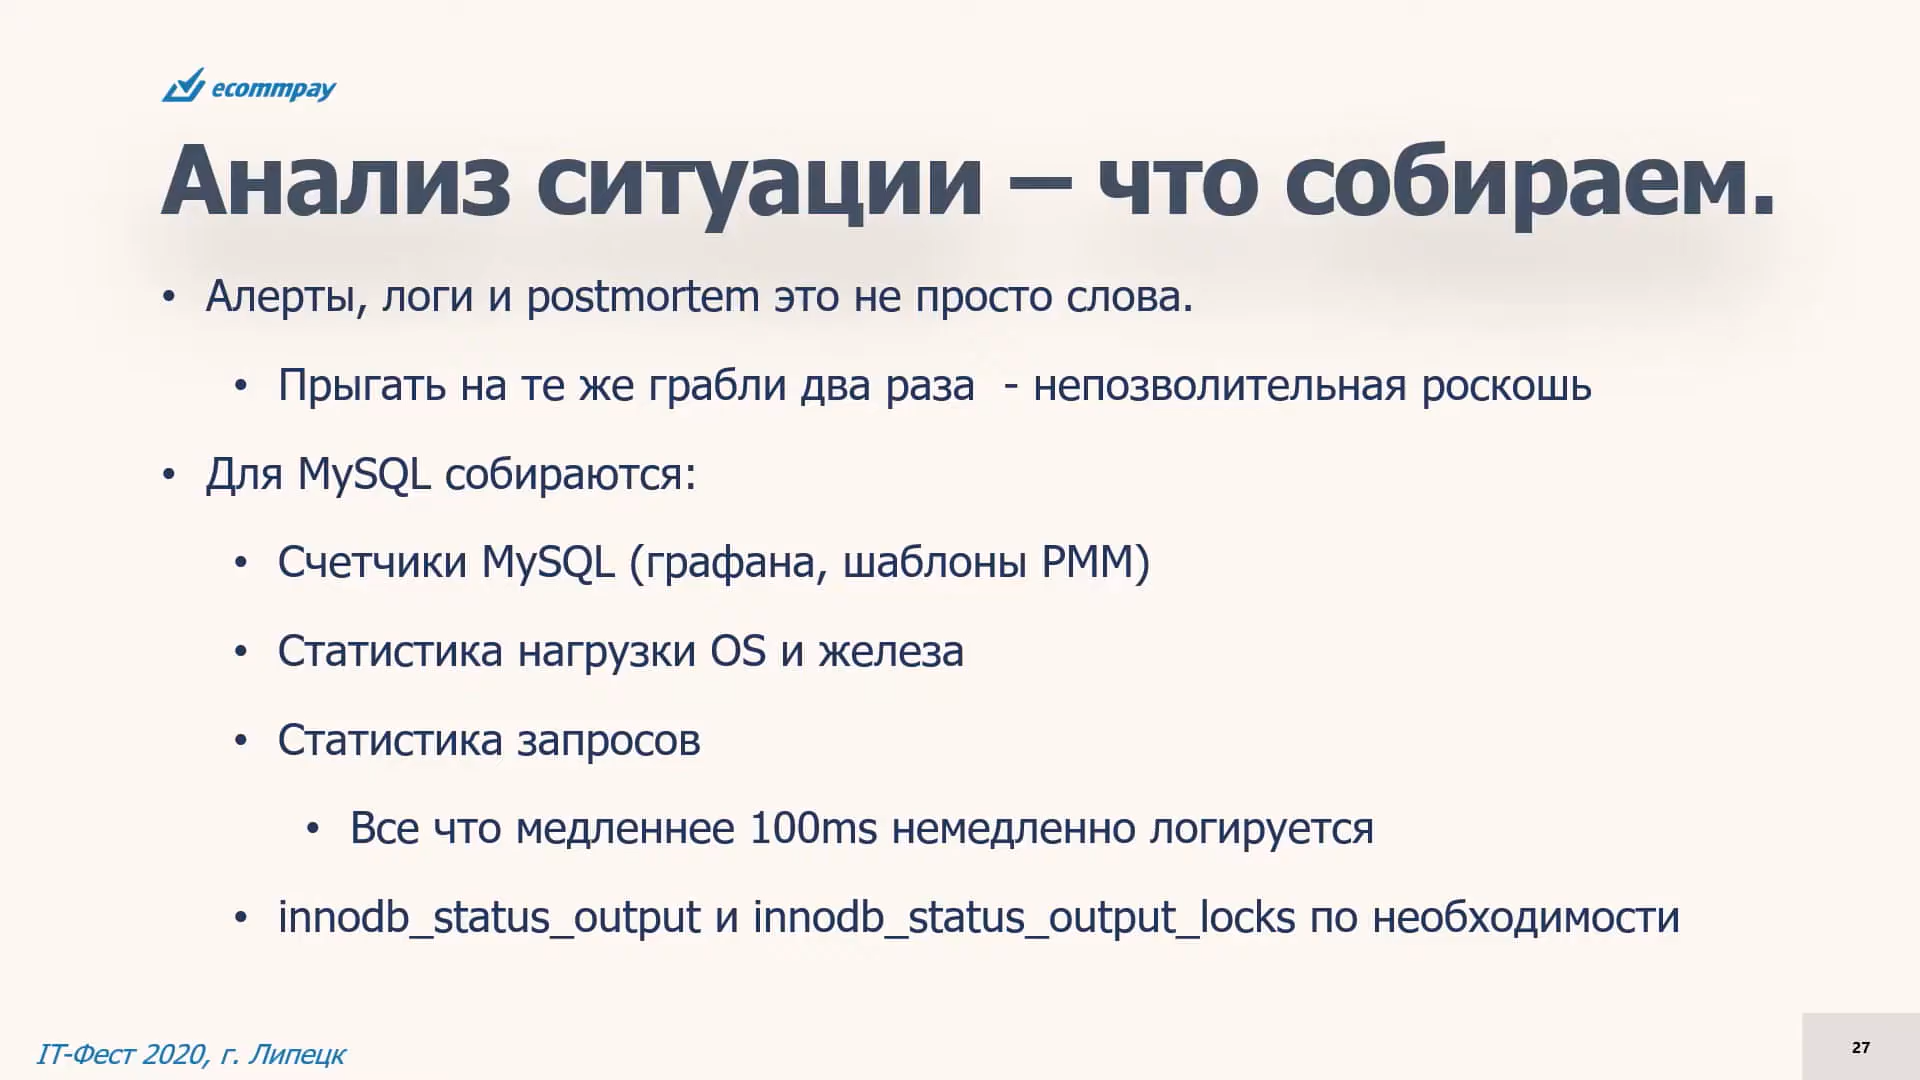 ecommpay
Анализ ситуации – что собираем.
• Алерты, логи и postmortem это не просто слова.
• Прыгать на те же грабли два раза - непозволительная роскошь
• Для MySQL собираются:
• Счетчики MySQL (графана, шаблоны PMM)
• Статистика нагрузки OS и железа
• Статистика запросов
• Все что медленнее 100ms немедленно логируется
• innodb_status_output и innodb_status_output_locks по необходимости
IT-Фест 2020, г. Липецк
27